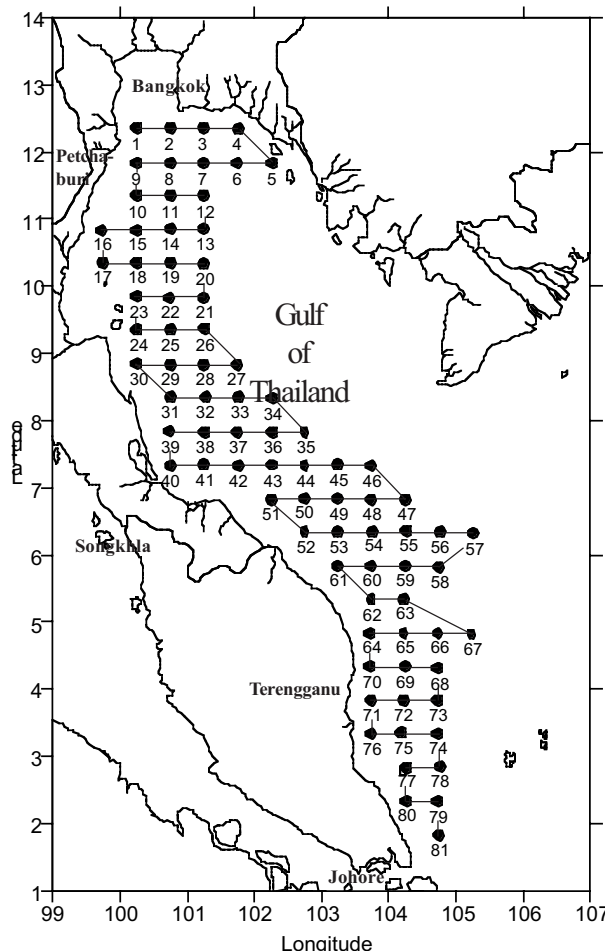 14
Bangkok
13
1 2 3 4
12
Petcha-
buri
9 8 7 6 5
11
10 11 12
16 15 14 13
10
17 18 19 20
23 22 21
Gulf
of
Thailand
9
24 25 26
30 29 28 27
8
31 32 33 34
39 38 37 36 35
Latitude
7
40 41 42 43 44 45 46
51 50 49 48 47
6
Songkhla
52 53 54 55 56 57
61 60 59 58
5
62 63
64 65 66 67
4
Terengganu
70 69 68
71 72 73
3
76 75 74
77 78
2
80 79
81
Johore
1
99 100 101 102 103 104 105 106 107
Longitude